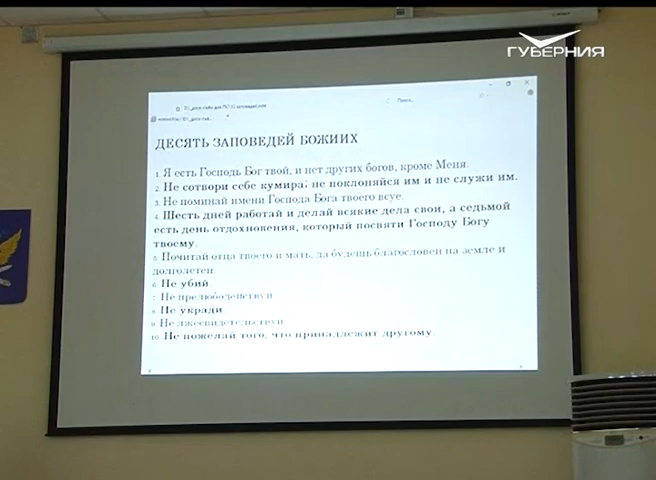 ГУБЕРНИЯ
ДЕСЯТЬ ЗАПОВЕДЕЙ БОЖИИХ
1. Я есть Господь Бог твой, и нет других богов, кроме Меня.
2. Не сотвори себе кумира; не поклоняйся им и не служи им.
3. Не поминай имени Господа Бога твоего всуе.
4. Шесть дней работай и делай всякие дела свои, а седьмой
есть день отдохновения, который посвяти Господу Богу
твоему.
5. Почитай отца твоего и мать, да будешь благословен на земле и
долголетен.
6. Не убий.
7. Не прелюбодействуй.
8. Не укради.
9. Не лжесвидетельствуй.
10. Не пожелай того, что принадлежит другому.